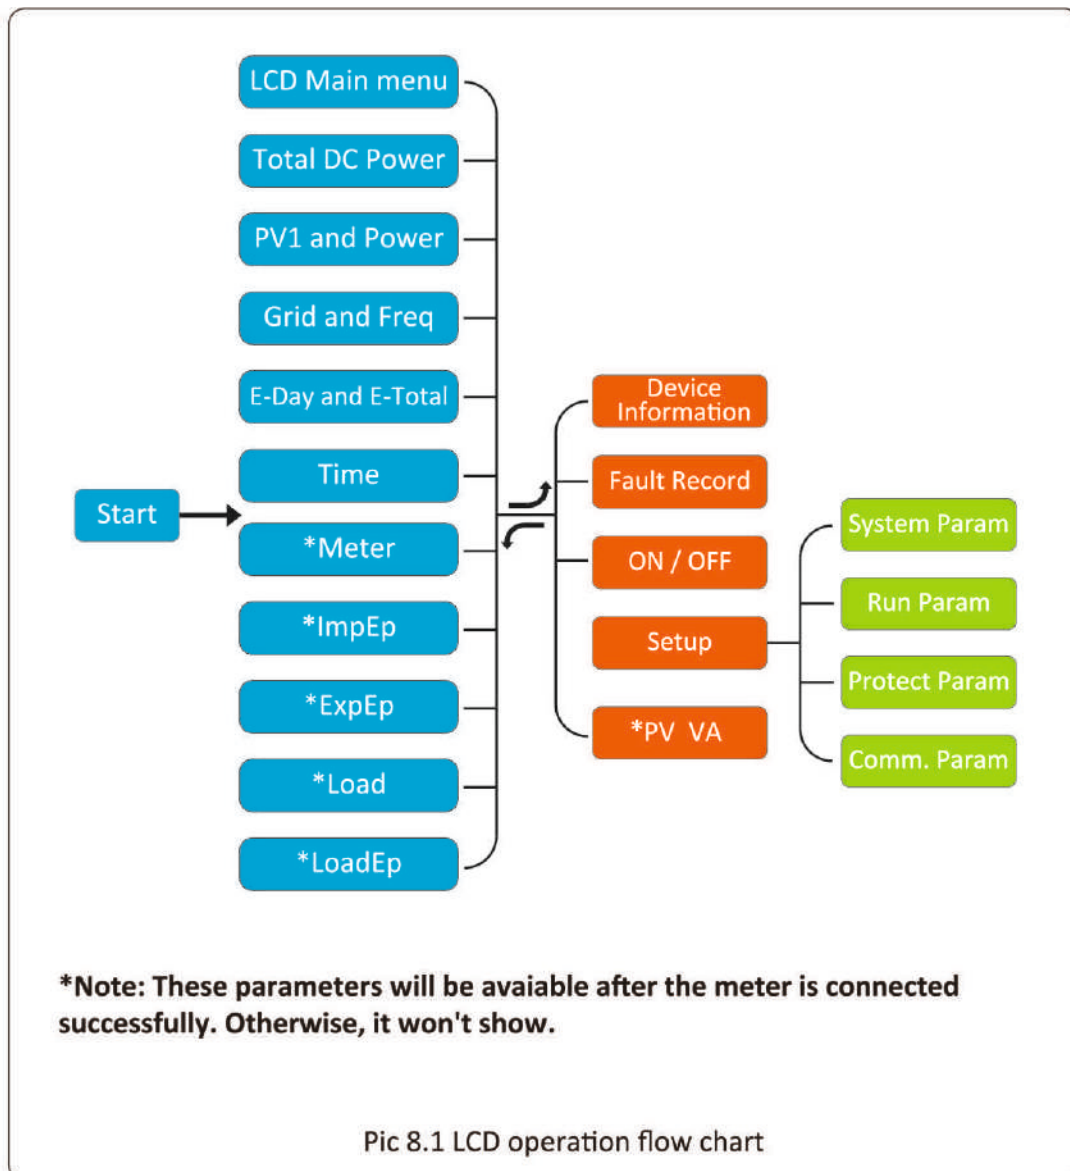 LCD Main menu
Total DC Power
PV1 and Power
Grid and Freq
E-Day and E-Total
Time
Start
*Meter
*ImpEp
*ExpEp
*Load
*LoadEp
Device
Information
Fault Record
ON / OFF
Setup
*PV VA
System Param
Run Param
Protect Param
Comm. Param
*Note: These parameters will be avaiable after the meter is connected
successfully. Otherwise, it won't show.
Pic 8.1 LCD operation flow chart